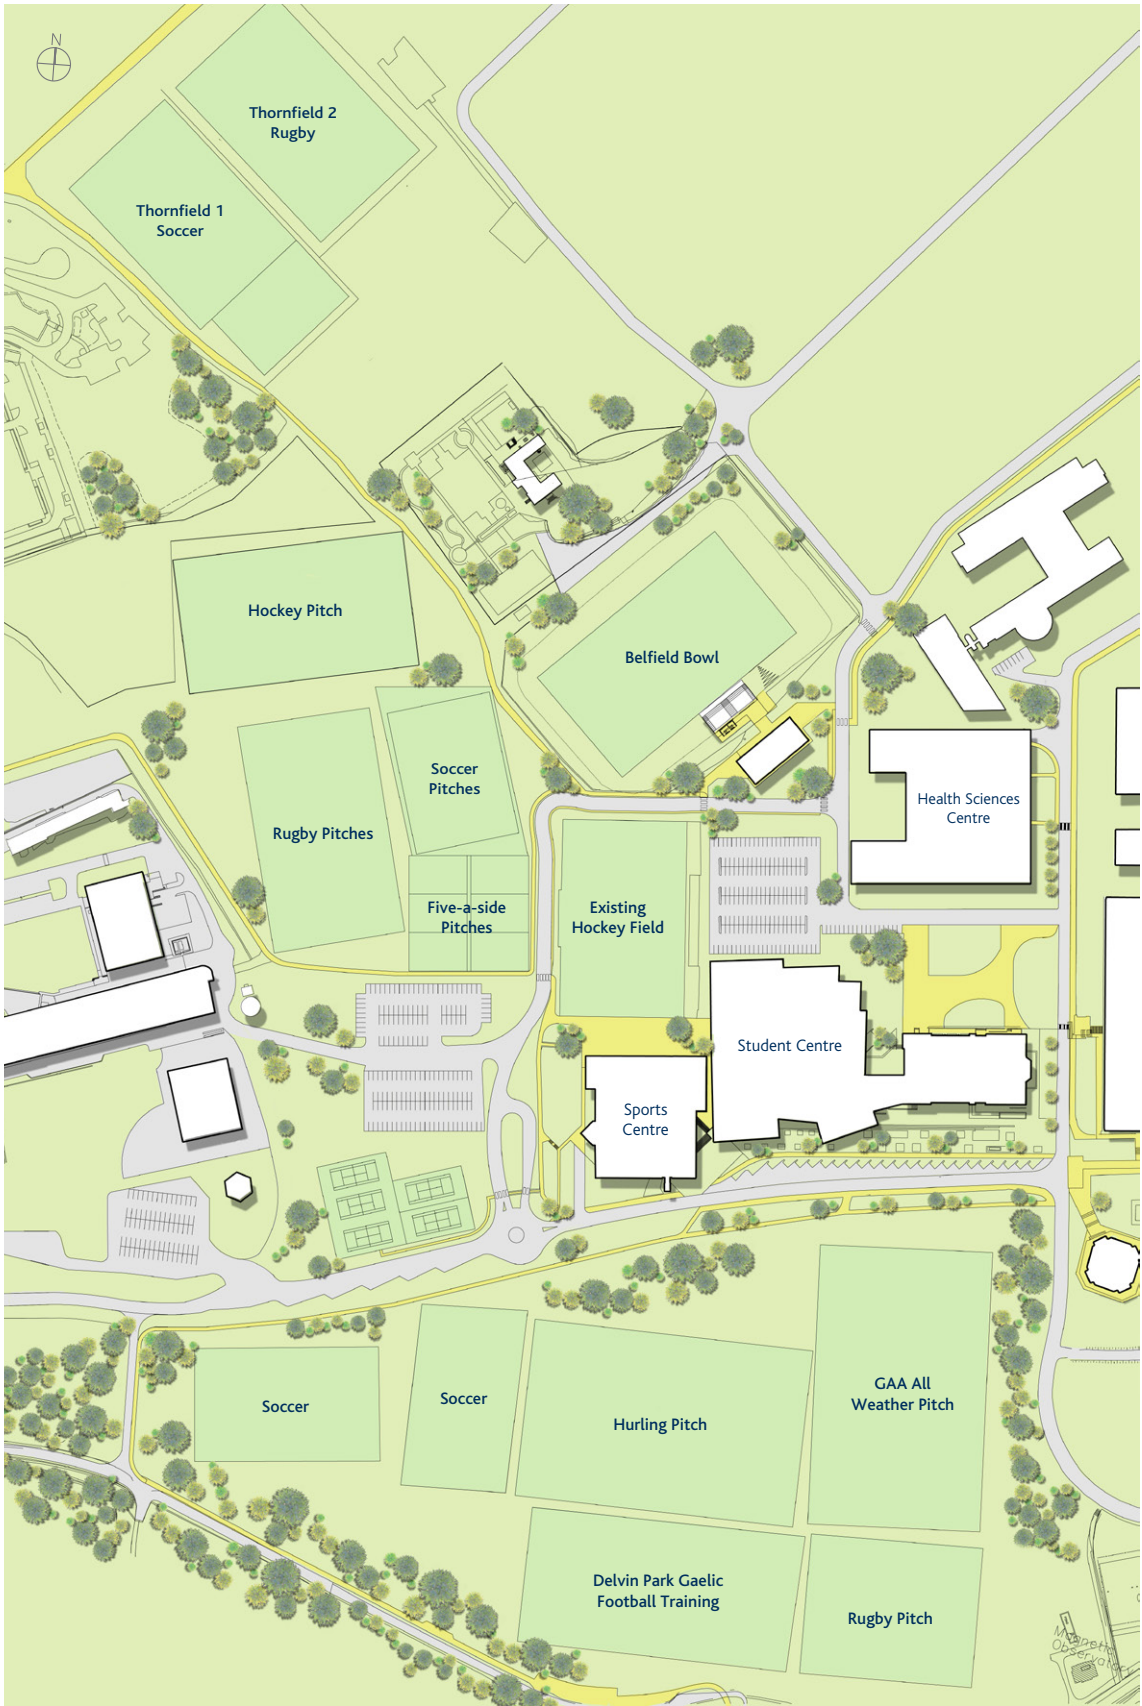 N
Thornfield 2
Rugby
Thornfield 1
Soccer
Hockey Pitch
Belfield Bowl
Soccer
Pitches
Rugby Pitches
Health Sciences
Centre
Five-a-side
Pitches
Existing
Hockey Field
Student Centre
Sports
Centre
GAA All
Weather Pitch
Soccer
Soccer
Hurling Pitch
Delvin Park Gaelic
Football Training
Rugby Pitch
Magnetic
Observatory